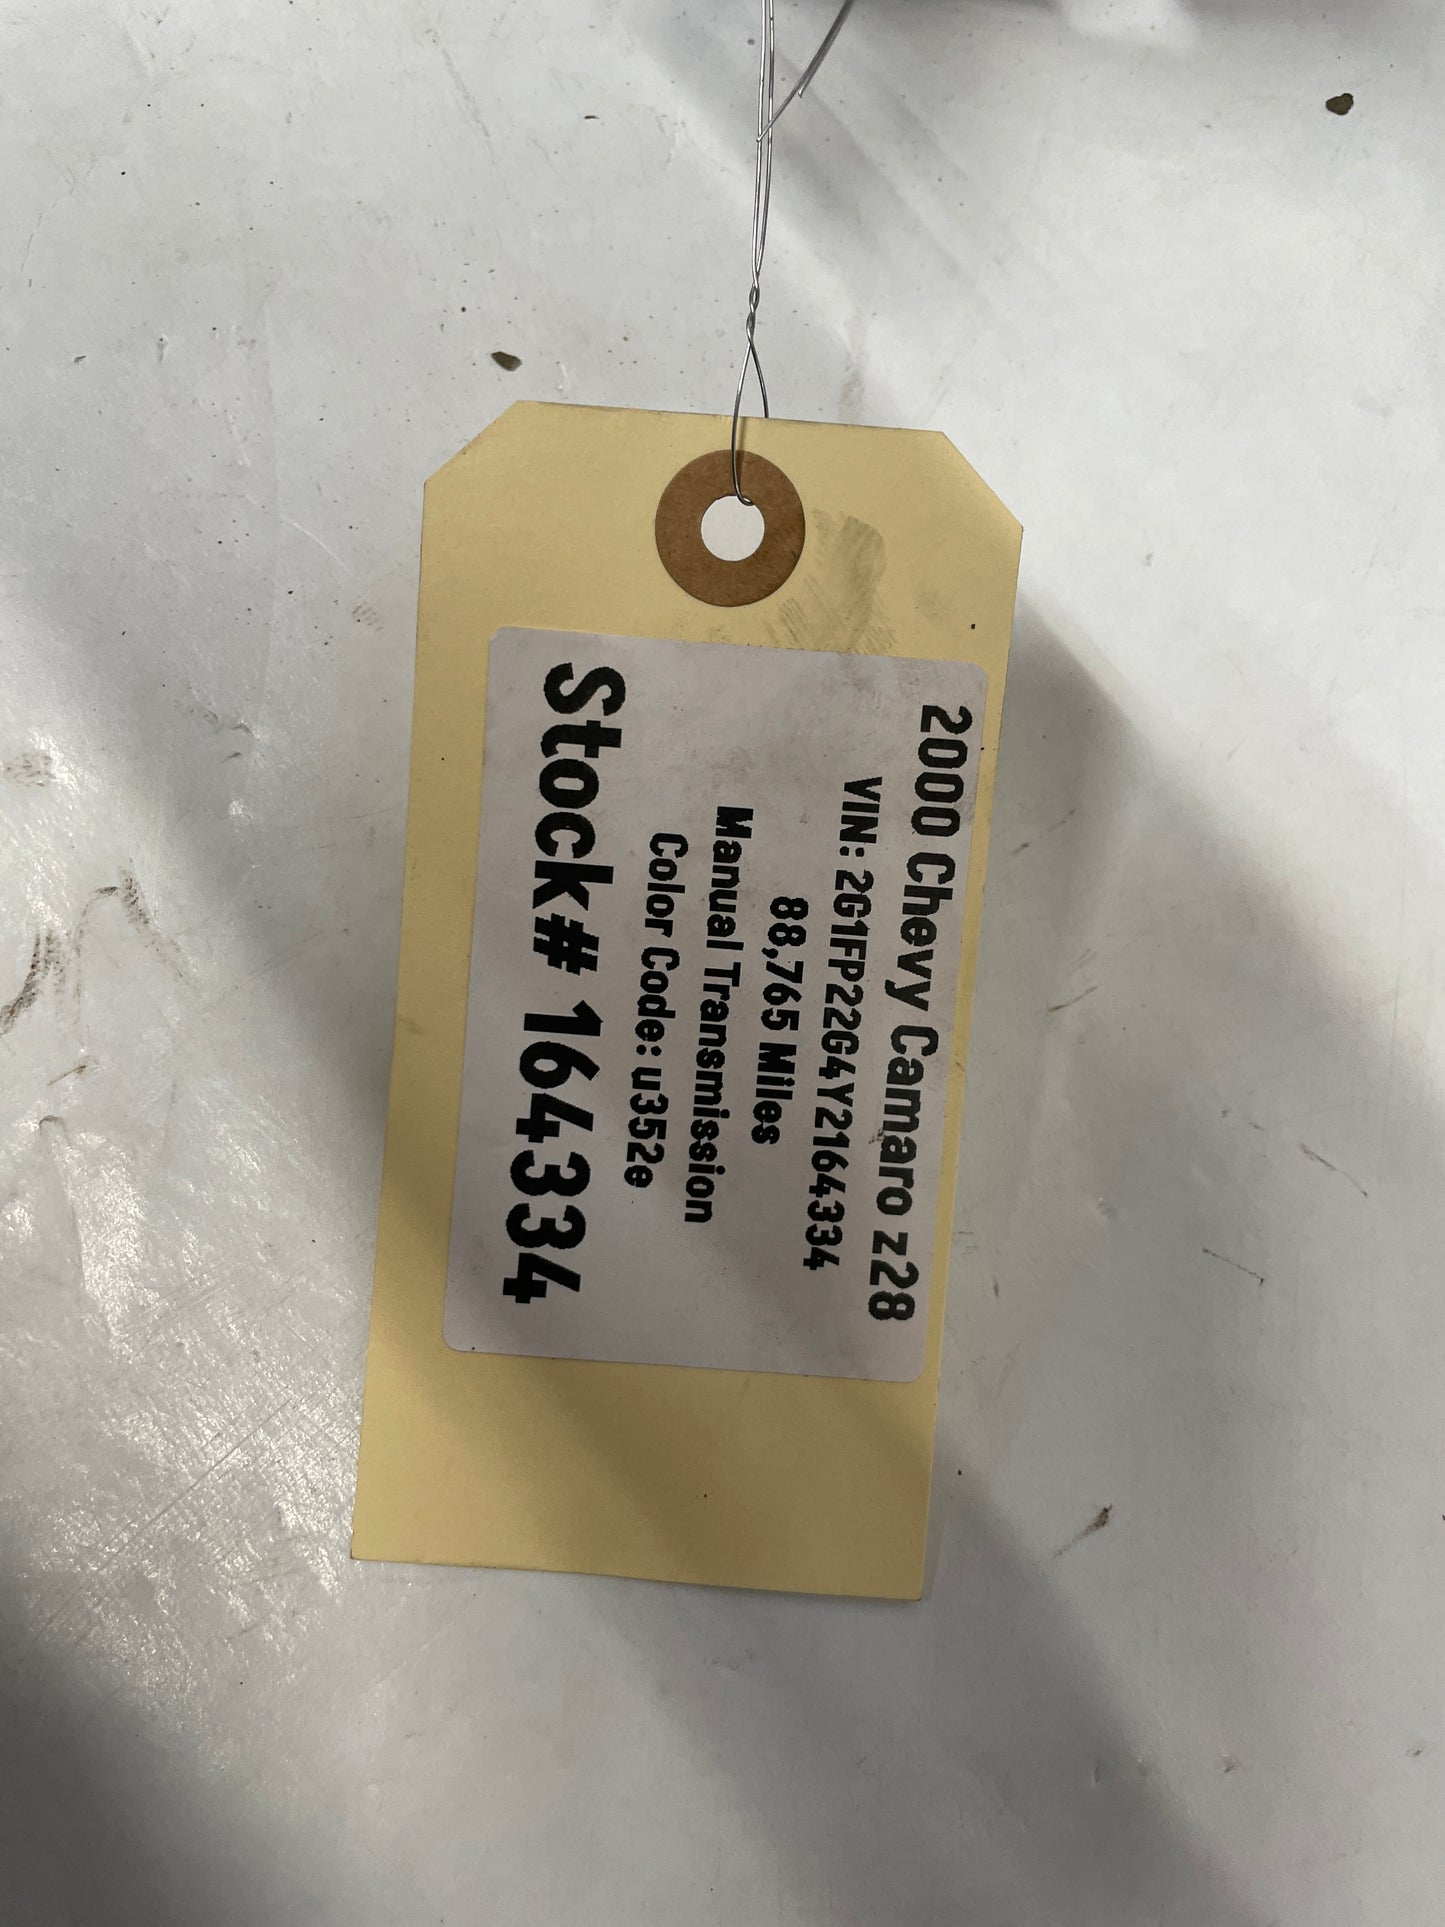 2000 Chevy Camaro z28
VIN: 2G1FP22G4Y2164334
88,765 Miles
Manual Transmission
Color Code: u352e
Stock# 164334